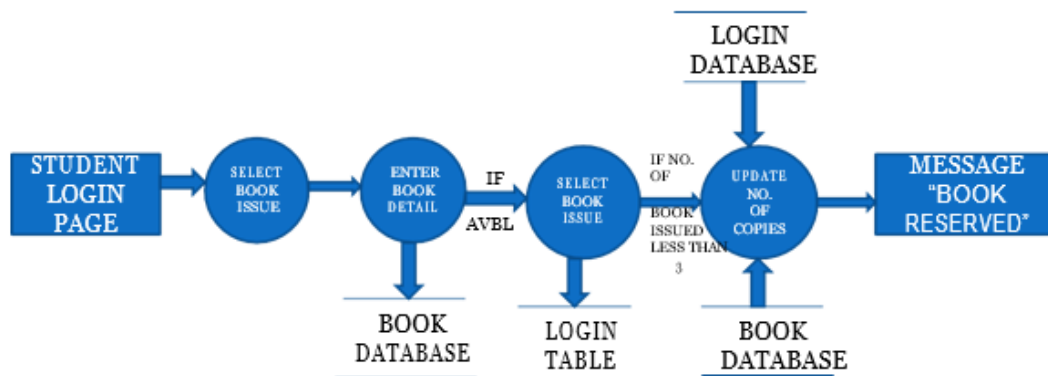 LOGIN
DATABASE
STUDENT
LOGIN
PAGE
SELECT
BOOK
ISSUE
ENTER
BOOK
DETAIL
IF
AVBL
SELECT
BOOK
ISSUE
IF NO.
OF
BOOK
ISSUED
LESS THAN
3
UPDATE
NO.
OF
COPIES
MESSAGE
“BOOK
RESERVED”
BOOK
DATABASE
LOGIN
TABLE
BOOK
DATABASE